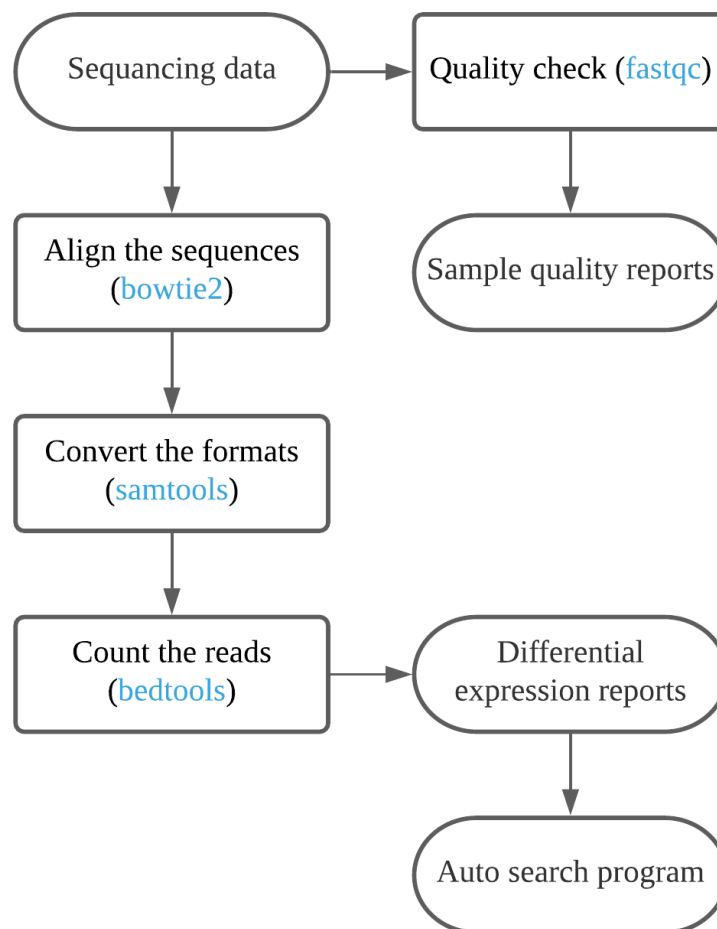 Sequancing data
Quality check (fastqc)
Align the sequences
(bowtie2)
Sample quality reports
Convert the formats
(samtools)
Count the reads
(bedtools)
Differential
expression reports
Auto search program